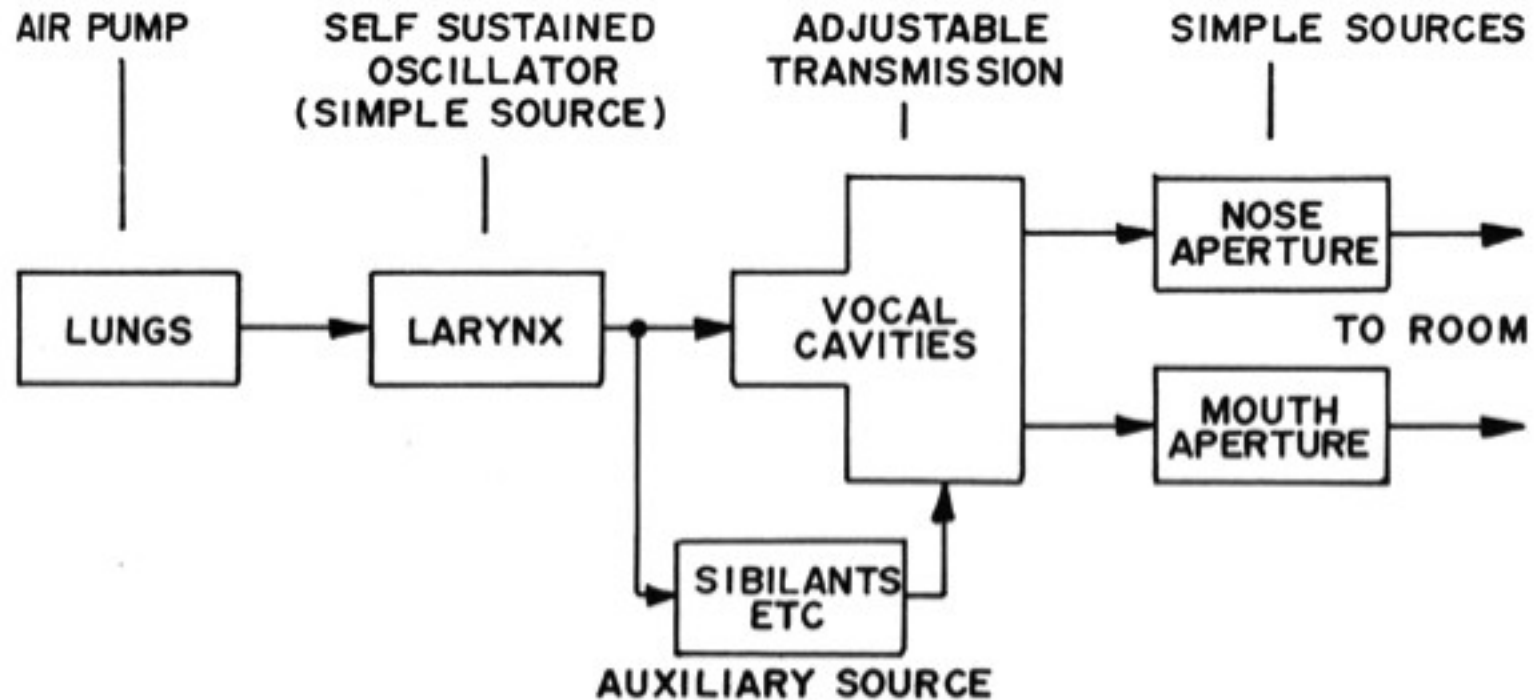 AIR PUMP
SELF SUSTAINED
OSCILLATOR
(SIMPLE SOURCE)
ADJUSTABLE
TRANSMISSION
SIMPLE SOURCES
LUNGS
LARYNX
VOCAL
CAVITIES
NOSE
APERTURE
TO ROOM
MOUTH
APERTURE
SIBILANTS
ETC
AUXILIARY SOURCE